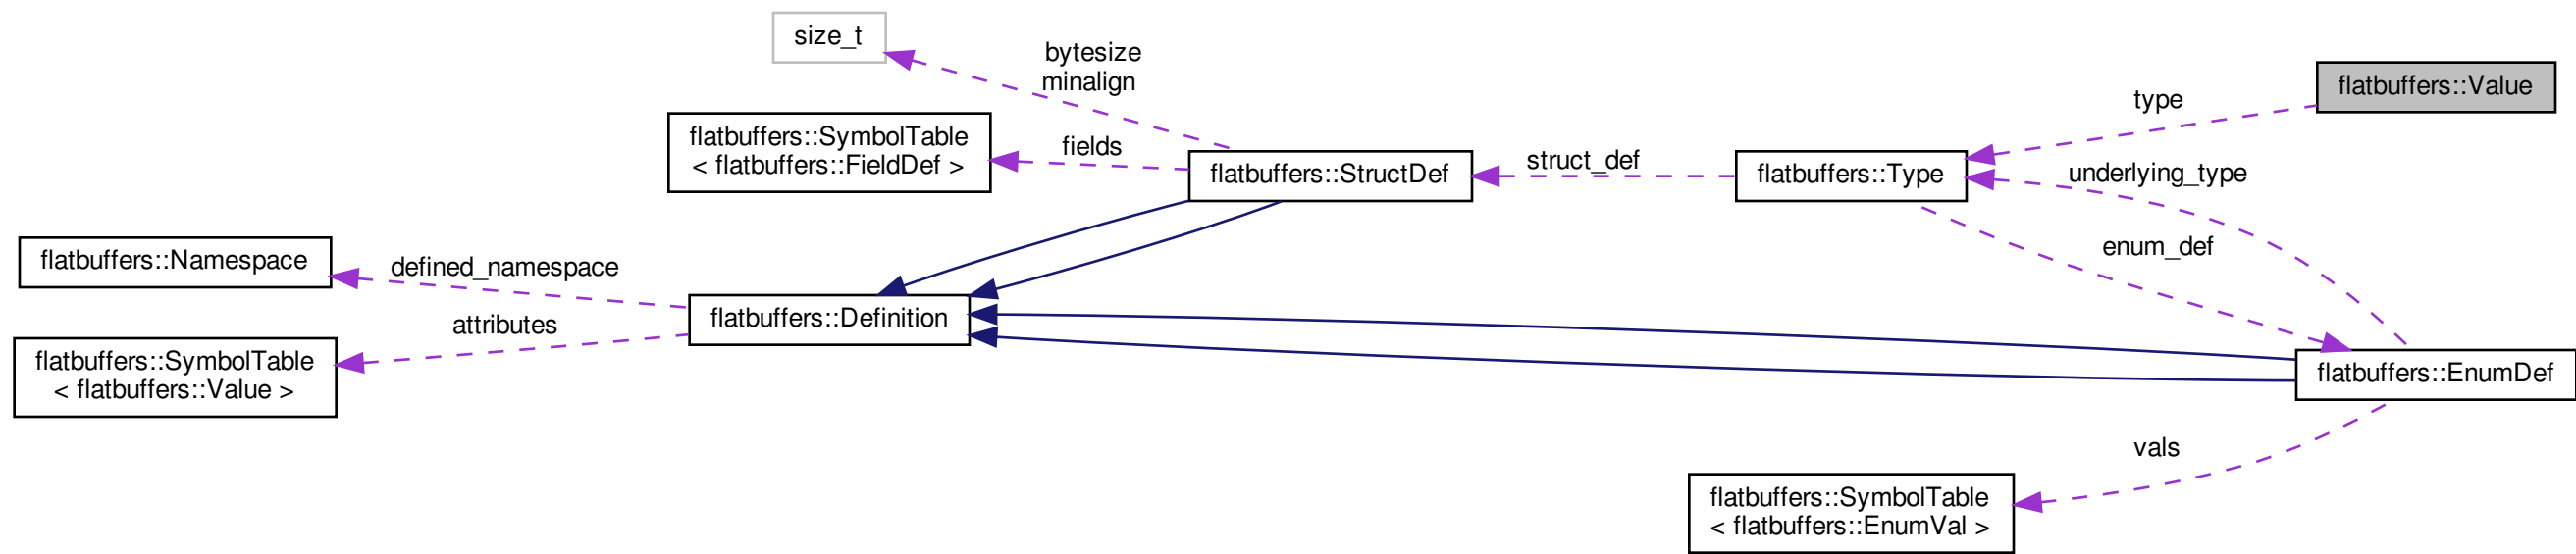 size_t
bytesize
minalign
flatbuffers::Value
type
flatbuffers::SymbolTable
< flatbuffers::FieldDef >
fields
flatbuffers::StructDef
struct_def
flatbuffers::Type
underlying_type
enum_def
flatbuffers::Namespace
defined_namespace
flatbuffers::Definition
attributes
flatbuffers::SymbolTable
< flatbuffers::Value >
flatbuffers::EnumDef
vals
flatbuffers::SymbolTable
< flatbuffers::EnumVal >